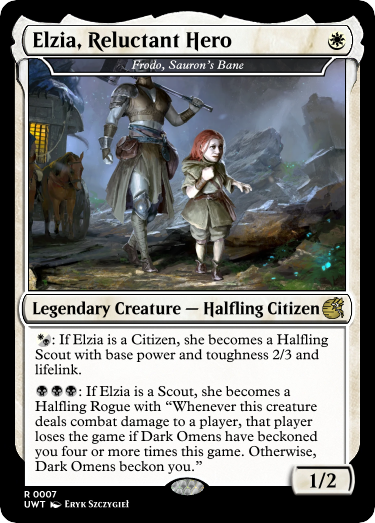 Elzia, Reluctant Hero
Frodo, Sauron's Bane
Legendary Creature — Halfling Citizen
: If Elzia is a Citizen, she becomes a Halfling
Scout with base power and toughness 2/3 and
lifelink.
: If Elzia is a Scout, she becomes a
Halfling Rogue with “Whenever this creature
deals combat damage to a player, that player
loses the game if Dark Omens have beckoned
you four or more times this game. Otherwise,
Dark Omens beckon you.”
1/2
R 0007
UWT Eryk Szczygieł